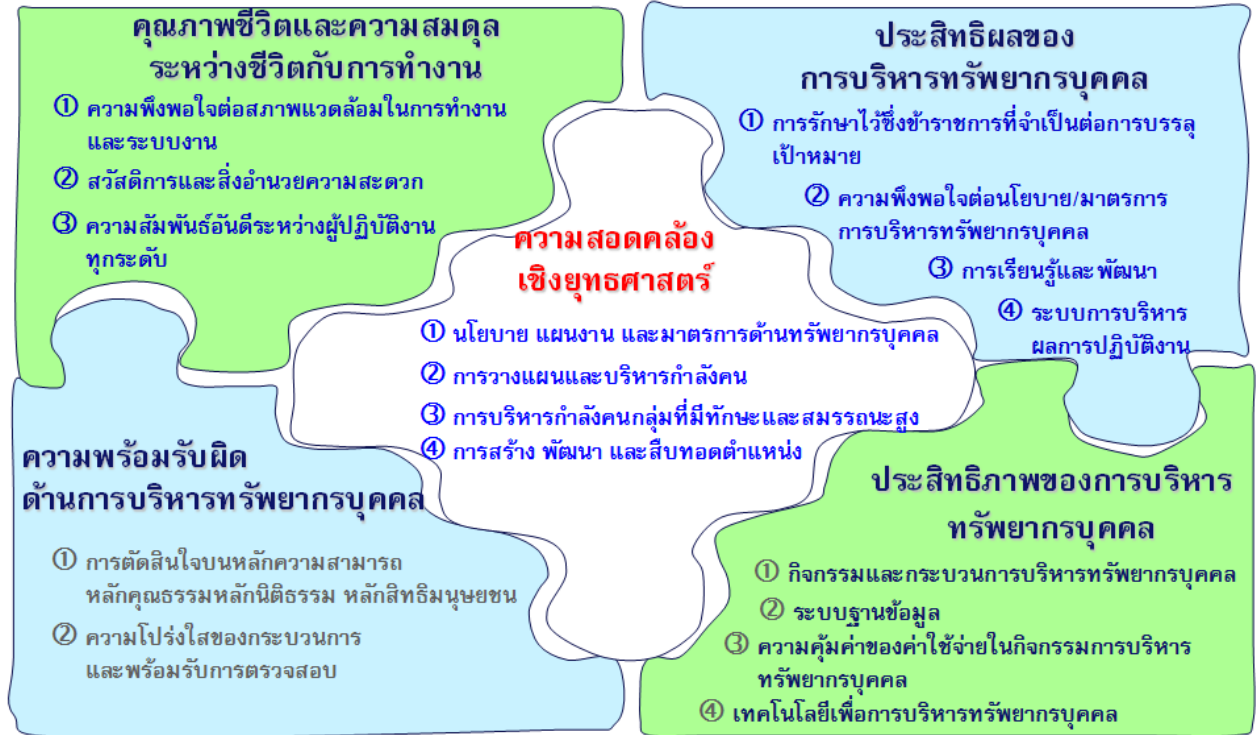 คุณภาพชีวิตและความสมดุล
ระหว่างชีวิตกับการทำงาน
① ความพึงพอใจต่อสภาพแวดล้อมในการทำงาน
และระบบงาน
② สวัสดิการและสิ่งอำนวยความสะดวก
③ ความสัมพันธ์อันดีระหว่างผู้ปฏิบัติงาน
ทุกระดับ
ประสิทธิผลของ
การบริหารทรัพยากรบุคคล
① การรักษาไว้ซึ่งข้าราชการที่จำเป็นต่อการบรรลุ
เป้าหมาย
② ความพึงพอใจต่อนโยบาย/มาตรการ
การบริหารทรัพยากรบุคคล
③ การเรียนรู้และพัฒนา
④ ระบบการบริหาร
ผลการปฏิบัติงาน
ความสอดคล้อง
เชิงยุทธศาสตร์
① นโยบาย แผนงาน และมาตรการด้านทรัพยากรบุคคล
② การวางแผนและบริหารกำลังคน
③ การบริหารกำลังคนกลุ่มที่มีทักษะและสมรรถนะสูง
④ การสร้าง พัฒนา และสืบทอดตำแหน่ง
ความพร้อมรับผิด
ด้านการบริหารทรัพยากรบุคคล
① การตัดสินใจบนหลักความสามารถ
หลักคุณธรรมหลักนิติธรรม หลักสิทธิมนุษยชน
② ความโปร่งใสของกระบวนการ
และพร้อมรับการตรวจสอบ
ประสิทธิภาพของการบริหาร
ทรัพยากรบุคคล
① กิจกรรมและกระบวนการบริหารทรัพยากรบุคคล
② ระบบฐานข้อมูล
③ ความคุ้มค่าของค่าใช้จ่ายในกิจกรรมการบริหาร
ทรัพยากรบุคคล
④ เทคโนโลยีเพื่อการบริหารทรัพยากรบุคคล